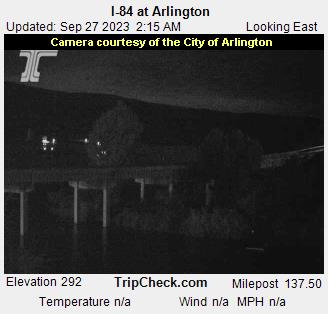 I-84 at Arlington
Updated: Sep 27 2023 2:15 AM Looking East
Camera courtesy of the City of Arlington
Elevation 292 TripCheck.com Milepost 137.50
Temperature n/a Wind n/a MPH n/a